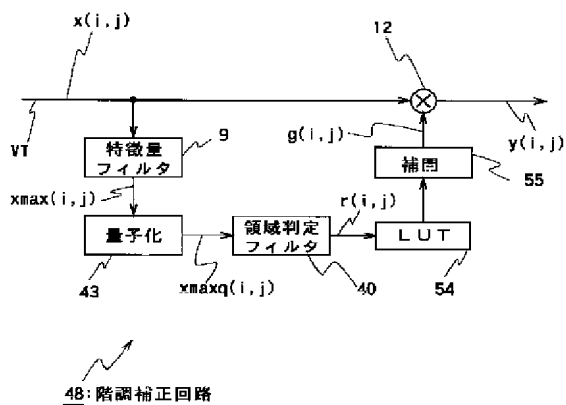 x(i,j)
12
VT
特徴量
フィルタ
9
g(i,j)
y(i,j)
補間
55
xmax(i,j)
r(i,j)
量子化
領域判定
フィルタ
LUT
43
xmaxq(i,j)
40
54
48:階調補正回路